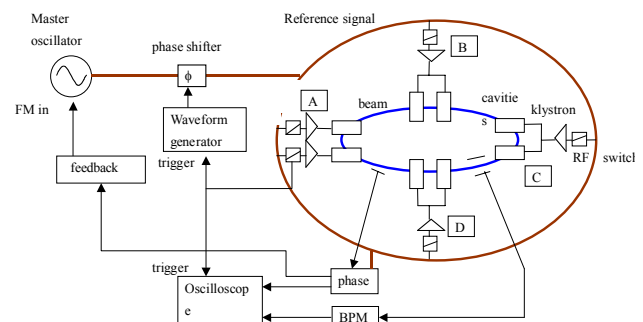 Master
oscillator
Reference signal
phase shifter
ϕ
FM in
Waveform
generator
trigger
feedback
A
B
beam
cavitie
s
klystron
RF
switch
C
D
trigger
Oscilloscop
e
phase
BPM